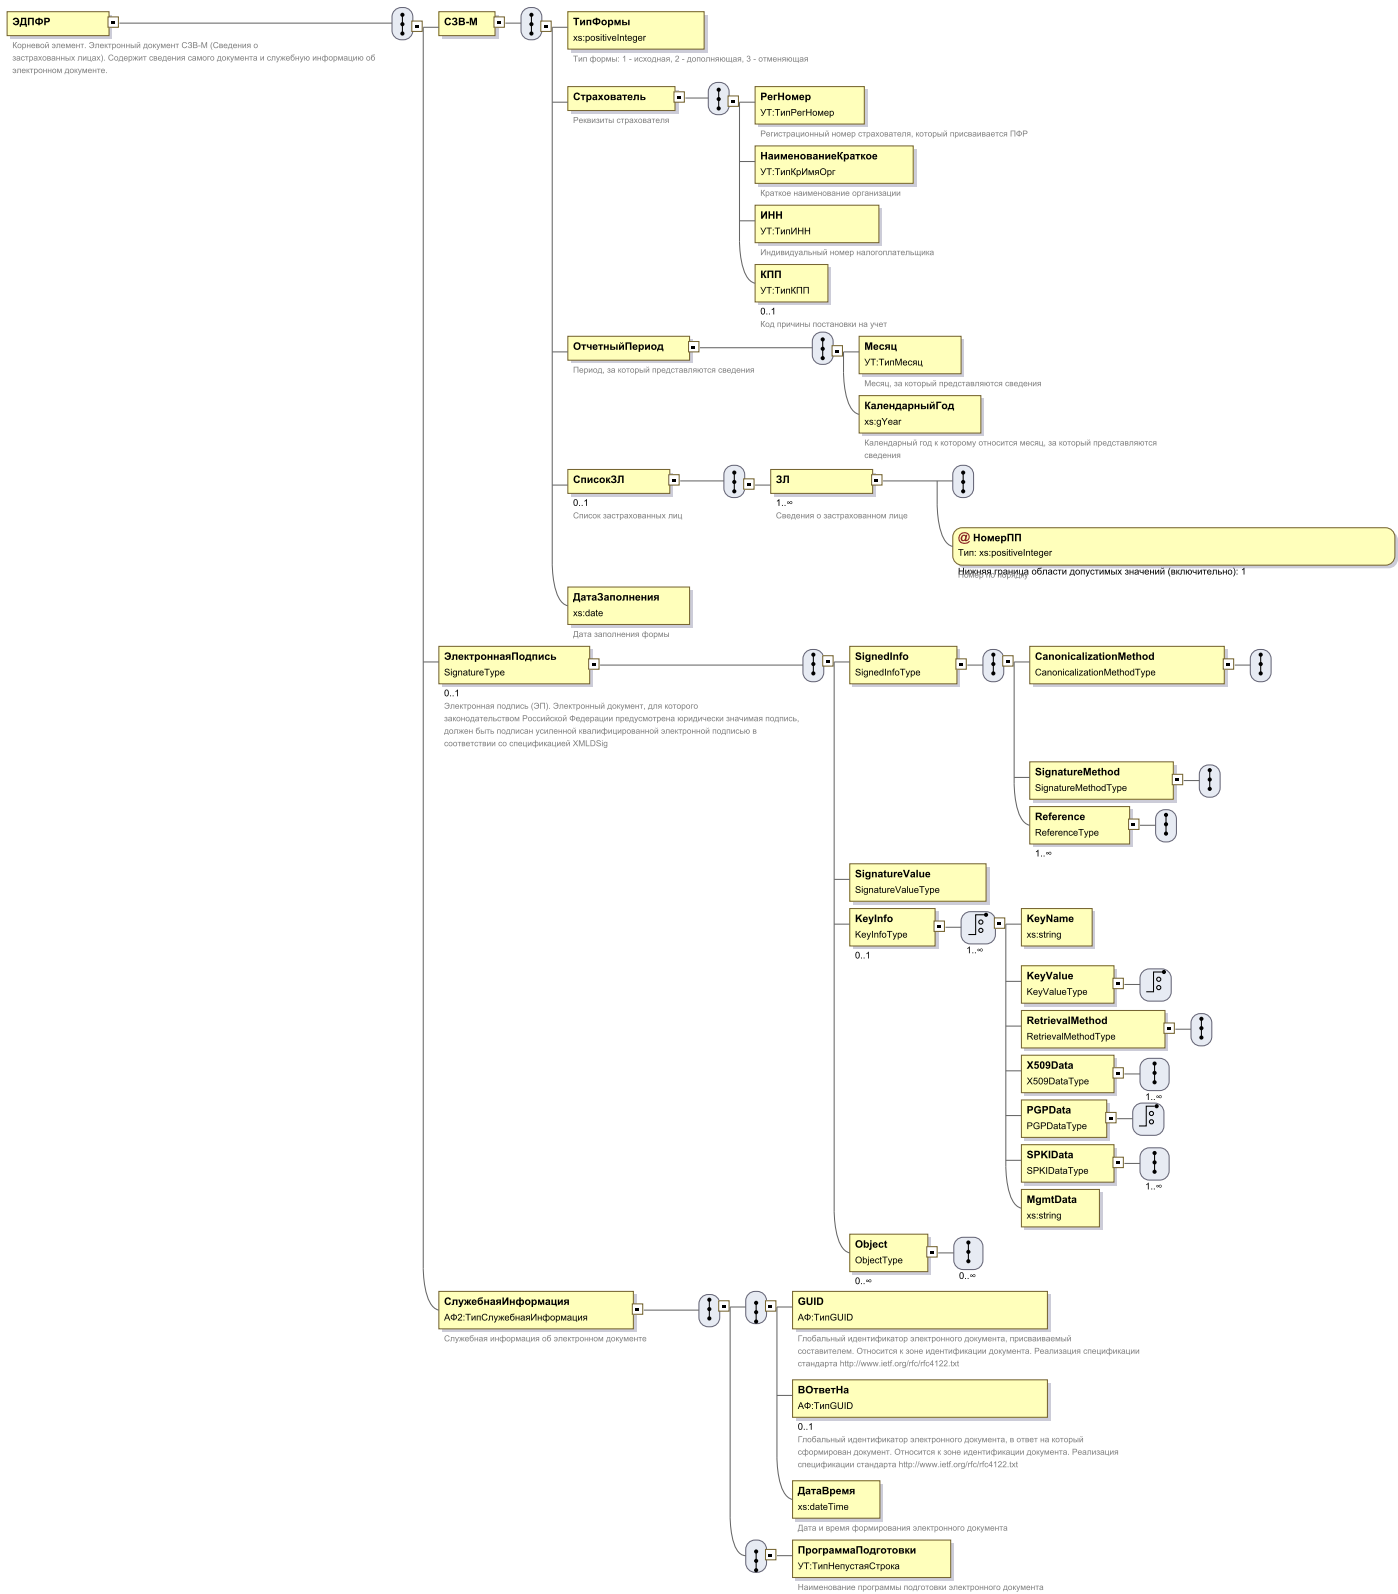 ЭДПФР
Корневой элемент. Электронный документ СЗВ-М (Сведения о
застрахованных лицах). Содержит сведения самого документа и служебную информацию об
электронном документе.
СЗВ-М
ТипФормы
xs:positiveInteger
Тип формы: 1 - исходная, 2 - дополняющая, 3 - отменяющая
Страхователь
Реквизиты страхователя
РегНомер
УТ:ТипРегНомер
Регистрационный номер страхователя, который присваивается ПФР
НаименованиеКраткое
УТ:ТипКрИмяОрг
Краткое наименование организации
ИНН
УТ:ТипИНН
Индивидуальный номер налогоплательщика
КПП
УТ:ТипКПП
0..1
Код причины постановки на учет
ОтчетныйПериод
Период, за который представляются сведения
Месяц
УТ:ТипМесяц
Месяц, за который представляются сведения
КалендарныйГод
xs:gYear
Календарный год к которому относится месяц, за который представляются
сведения
СписокЗЛ
0..1
Список застрахованных лиц
ЗЛ
1..∞
Сведения о застрахованном лице
@ НомерПП
Тип: xs:positiveInteger
Нижняя граница области допустимых значений (включительно): 1
Номер по порядку
ДатаЗаполнения
xs:date
Дата заполнения формы
ЭлектроннаяПодпись
SignatureType
0..1
Электронная подпись (ЭП). Электронный документ, для которого
законодательством Российской Федерации предусмотрена юридически значимая подпись,
должен быть подписан усиленной квалифицированной электронной подписью в
соответствии со спецификацией XMLDSig
SignedInfo
SignedInfoType
CanonicalizationMethod
CanonicalizationMethodType
SignatureMethod
SignatureMethodType
Reference
ReferenceType
1..∞
SignatureValue
SignatureValueType
KeyInfo
KeyInfoType
0..1
1..∞
KeyName
xs:string
KeyValue
KeyValueType
RetrievalMethod
RetrievalMethodType
X509Data
X509DataType
1..∞
PGPData
PGPDataType
SPKIData
SPKIDataType
1..∞
MgmtData
xs:string
Object
ObjectType
0..∞
0..∞
СлужебнаяИнформация
АФ2:ТипСлужебнаяИнформация
Служебная информация об электронном документе
GUID
АФ:ТипGUID
Глобальный идентификатор электронного документа, присваиваемый
составителем. Относится к зоне идентификации документа. Реализация спецификации
стандарта http://www.ietf.org/rfc/rfc4122.txt
ВОтветНа
АФ:ТипGUID
0..1
Глобальный идентификатор электронного документа, в ответ на который
сформирован документ. Относится к зоне идентификации документа. Реализация
спецификации стандарта http://www.ietf.org/rfc/rfc4122.txt
ДатаВремя
xs:dateTime
Дата и время формирования электронного документа
ПрограммаПодготовки
УТ:ТипНепустаяСтрока
Наименование программы подготовки электронного документа